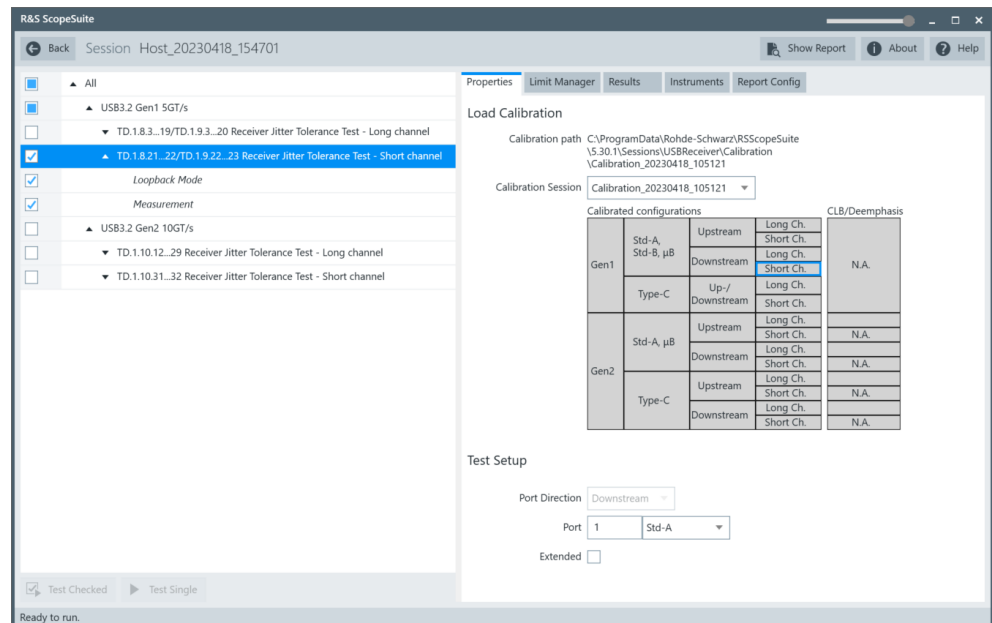 R&S ScopeSuite
Back Session Host_20230418_154701 Show Report About Help
All
USB3.2 Gen1 5GT/s
TD.1.8.3...19/TD.1.9.3...20 Receiver Jitter Tolerance Test - Long channel
TD.1.8.21...22/TD.1.9.22...23 Receiver Jitter Tolerance Test - Short channel
Loopback Mode
Measurement
USB3.2 Gen2 10GT/s
TD.1.10.12...29 Receiver Jitter Tolerance Test - Long channel
TD.1.10.31...32 Receiver Jitter Tolerance Test - Short channel
Test Checked Test Single
Ready to run.
Properties Limit Manager Results Instruments Report Config
Load Calibration
Calibration path C:\ProgramData\Rohde-Schwarz\RSScopeSuite
\5.30.1\Sessions\USBReceiver\Calibration
\Calibration_20230418_105121
Calibration Session Calibration_20230418_105121
Calibrated configurations CLB/Deemphasis
Gen1
Std-A,
Std-B, µB
Upstream
Long Ch.
Short Ch.
Downstream
Long Ch.
Short Ch.
Type-C
Up-/
Downstream
Long Ch.
Short Ch.
N.A.
Gen2
Std-A, µB
Upstream
Long Ch.
Short Ch. N.A.
Downstream
Long Ch.
Short Ch. N.A.
Type-C
Upstream
Long Ch.
Short Ch. N.A.
Downstream
Long Ch.
Short Ch. N.A.
Test Setup
Port Direction Downstream
Port 1 Std-A
Extended